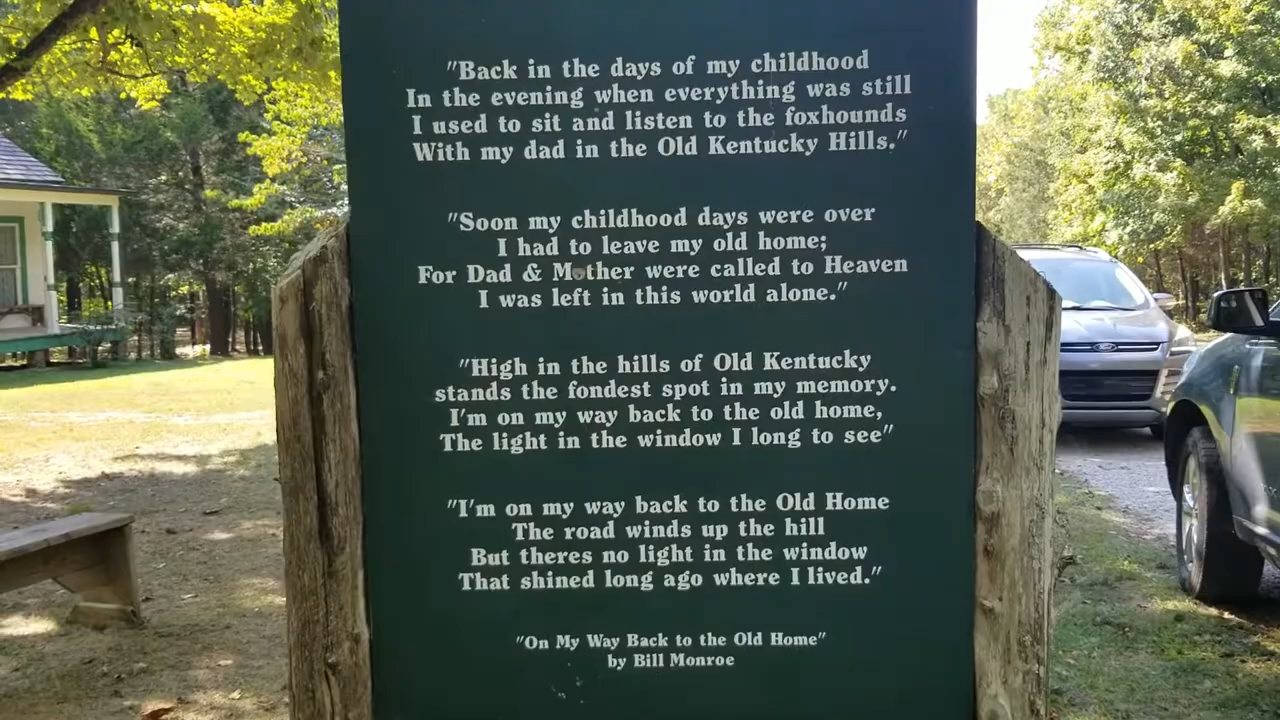 "Back in the days of my childhood
In the evening when everything was still
I used to sit and listen to the foxhounds
With my dad in the Old Kentucky Hills."
"Soon my childhood days were over
I had to leave my old home;
For Dad & Mother were called to Heaven
I was left in this world alone."
"High in the hills of Old Kentucky
stands the fondest spot in my memory.
I'm on my way back to the old home,
The light in the window I long to see"
"I'm on my way back to the Old Home
The road winds up the hill
But theres no light in the window
That shined long ago where I lived."
"On My Way Back to the Old Home"
by Bill Monroe
Ford